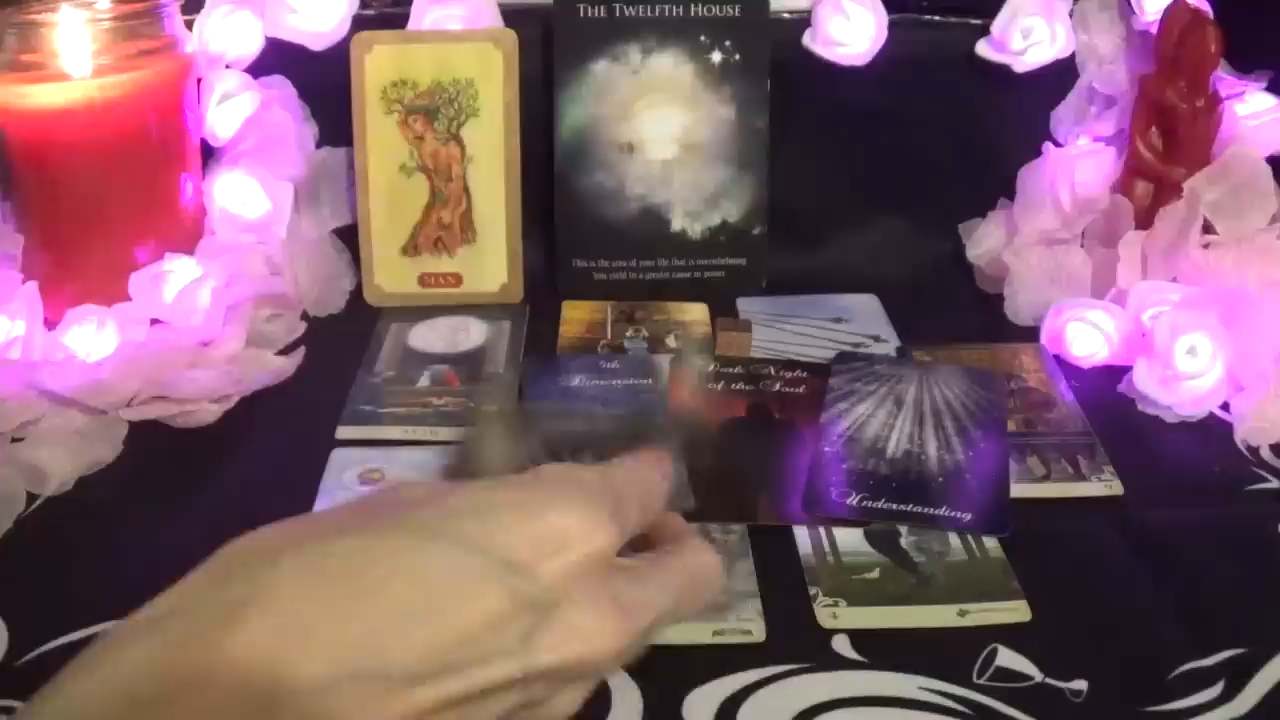 THE TWELFTH HOUSE
MAN
This is the area of your life that is overwhelming
You yield to a greater cause or power
5th
Dimension
Dark Night
of the Soul
Understanding